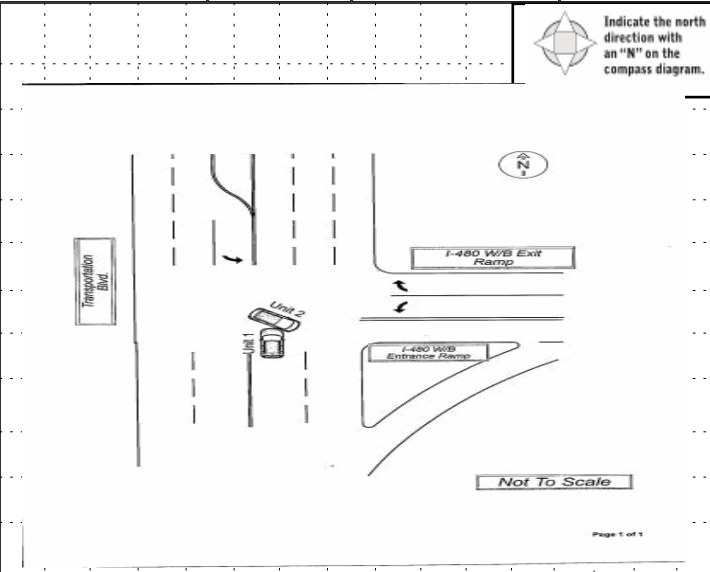 Indicate the north
direction with
an “N” on the
compass diagram.
N
Transportation
Blvd.
I-480 W/B Exit
Ramp
Unit 2
Unit 1
I-480 W/B
Entrance Ramp
Not To Scale
Page 1 of 1